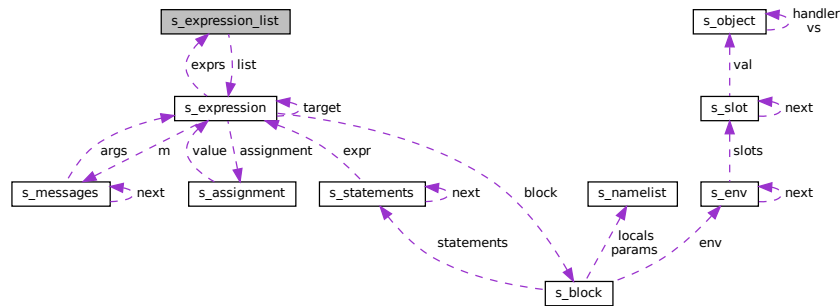 s_expression_list
s_object
handler
vs
exprs
list
val
s_expression
target
s_slot
next
args
m
value
assignment
expr
slots
s_messages
next
s_assignment
s_statements
next
block
s_namelist
s_env
next
statements
locals
params
env
s_block